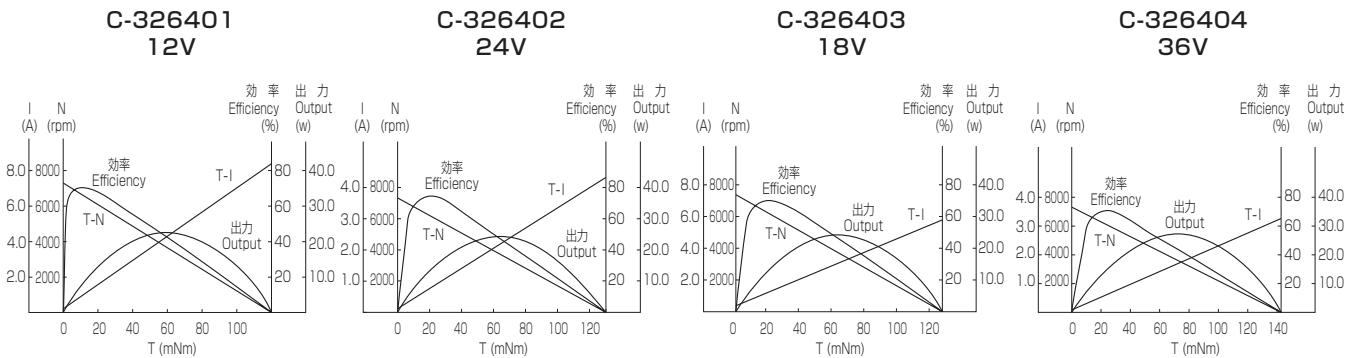 C-326401
12V
効 率 出 力
I N Efficiency Output
(A) (rpm) (%) (w)
8.0 8000 80 40.0
6.0 6000 60 30.0
4.0 4000 40 20.0
2.0 2000 20 10.0
効率
Efficiency
T-I
T-N
出力
Output
0 20 40 60 80 100
T (mNm)
C-326402
24V
効 率 出 力
I N Efficiency Output
(A) (rpm) (%) (w)
4.0 8000 80 40.0
3.0 6000 60 30.0
2.0 4000 40 20.0
1.0 2000 20 10.0
効率
Efficiency
T-I
T-N
出力
Output
0 20 40 60 80 100 120
T (mNm)
C-326403
18V
効 率 出 力
I N Efficiency Output
(A) (rpm) (%) (w)
8.0 8000 80 40.0
6.0 6000 60 30.0
4.0 4000 40 20.0
2.0 2000 20 10.0
効率
Efficiency
出力
Output
T-I
T-N
0 20 40 60 80 100 120
T (mNm)
C-326404
36V
効 率 出 力
I N Efficiency Output
(A) (rpm) (%) (w)
4.0 8000 80 40.0
3.0 6000 60 30.0
2.0 4000 40 20.0
1.0 2000 20 10.0
効率
Efficiency
出力
Output
T-I
T-N
0 20 40 60 80 100 120 140
T (mNm)